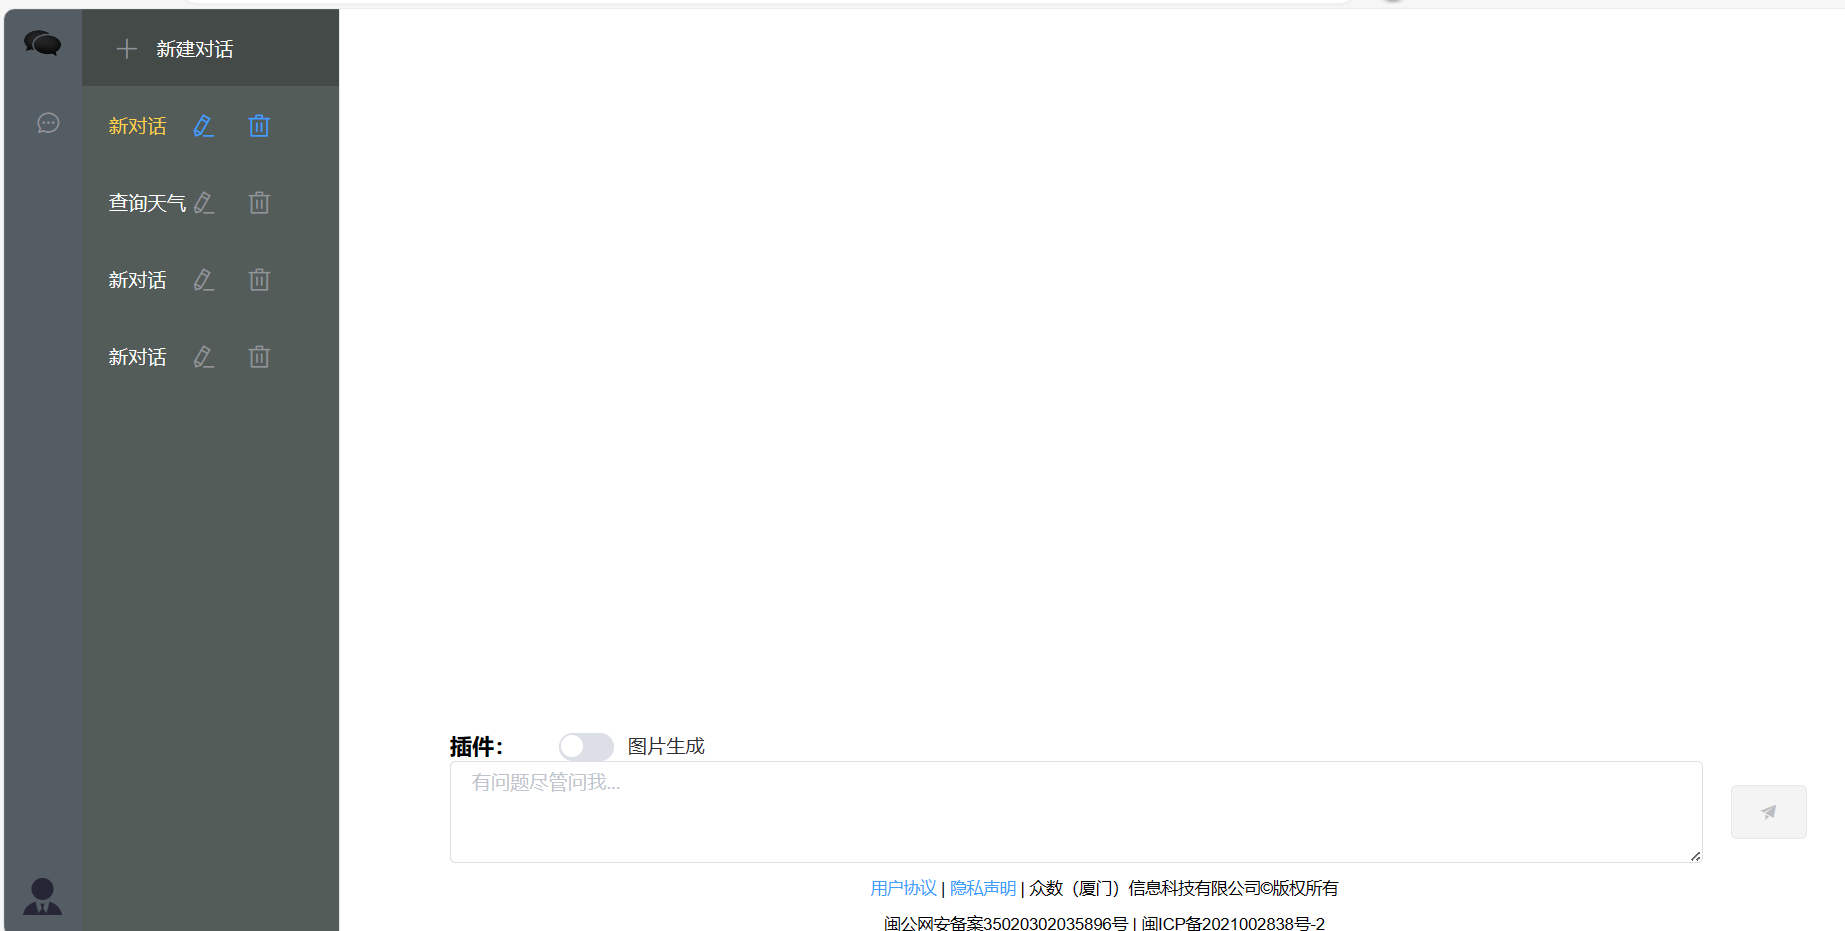 新建对话
新对话
查询天气
新对话
新对话
插件：
图片生成
有问题尽管问我...
用户协议 | 隐私声明 | 众数（厦门）信息科技有限公司©版权所有
闽公网安备案35020302035896号 | 闽ICP备2021002838号-2